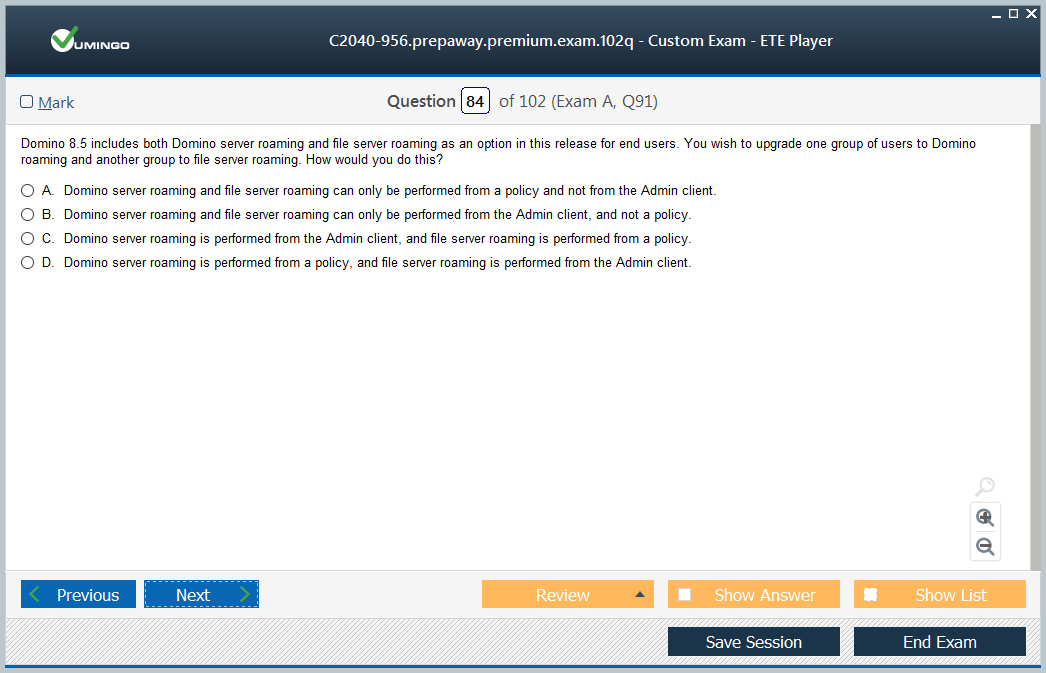 VUMINGO
C2040-956.prepaway.premium.exam.102q - Custom Exam - ETE Player
Mark
Question 84 of 102 (Exam A, Q91)
Domino 8.5 includes both Domino server roaming and file server roaming as an option in this release for end users. You wish to upgrade one group of users to Domino
roaming and another group to file server roaming. How would you do this?
A. Domino server roaming and file server roaming can only be performed from a policy and not from the Admin client.
B. Domino server roaming and file server roaming can only be performed from the Admin client, and not a policy.
C. Domino server roaming is performed from the Admin client, and file server roaming is performed from a policy.
D. Domino server roaming is performed from a policy, and file server roaming is performed from the Admin client.
Previous Next Review Show Answer Show List
Save Session End Exam